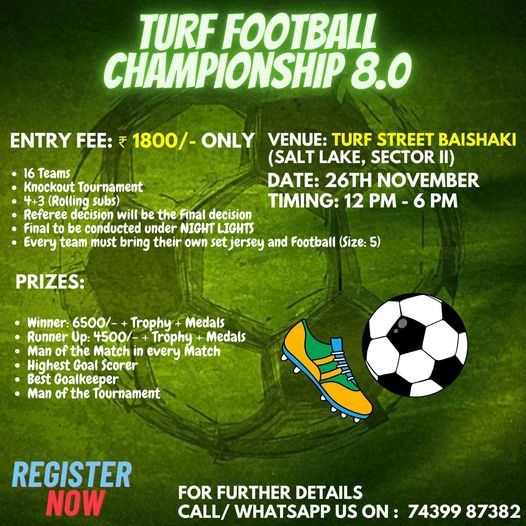 TURF FOOTBALL
CHAMPIONSHIP 8.0
ENTRY FEE: ₹ 1800/- ONLY
• 16 Teams
• Knockout Tournament
• 4+3 (Rolling subs)
• Referee decision will be the Final decision
• Final to be conducted under NIGHT LIGHTS
• Every team must bring their own set jersey and Football (Size: 5)
VENUE: TURF STREET BAISHAKI
(SALT LAKE, SECTOR II)
DATE: 26TH NOVEMBER
TIMING: 12 PM - 6 PM
PRIZES:
• Winner: 6500/- + Trophy + Medals
• Runner Up: 4500/- + Trophy + Medals
• Man of the Match in every Match
• Highest Goal Scorer
• Best Goalkeeper
• Man of the Tournament
REGISTER
NOW
FOR FURTHER DETAILS
CALL/ WHATSAPP US ON : 74399 87382